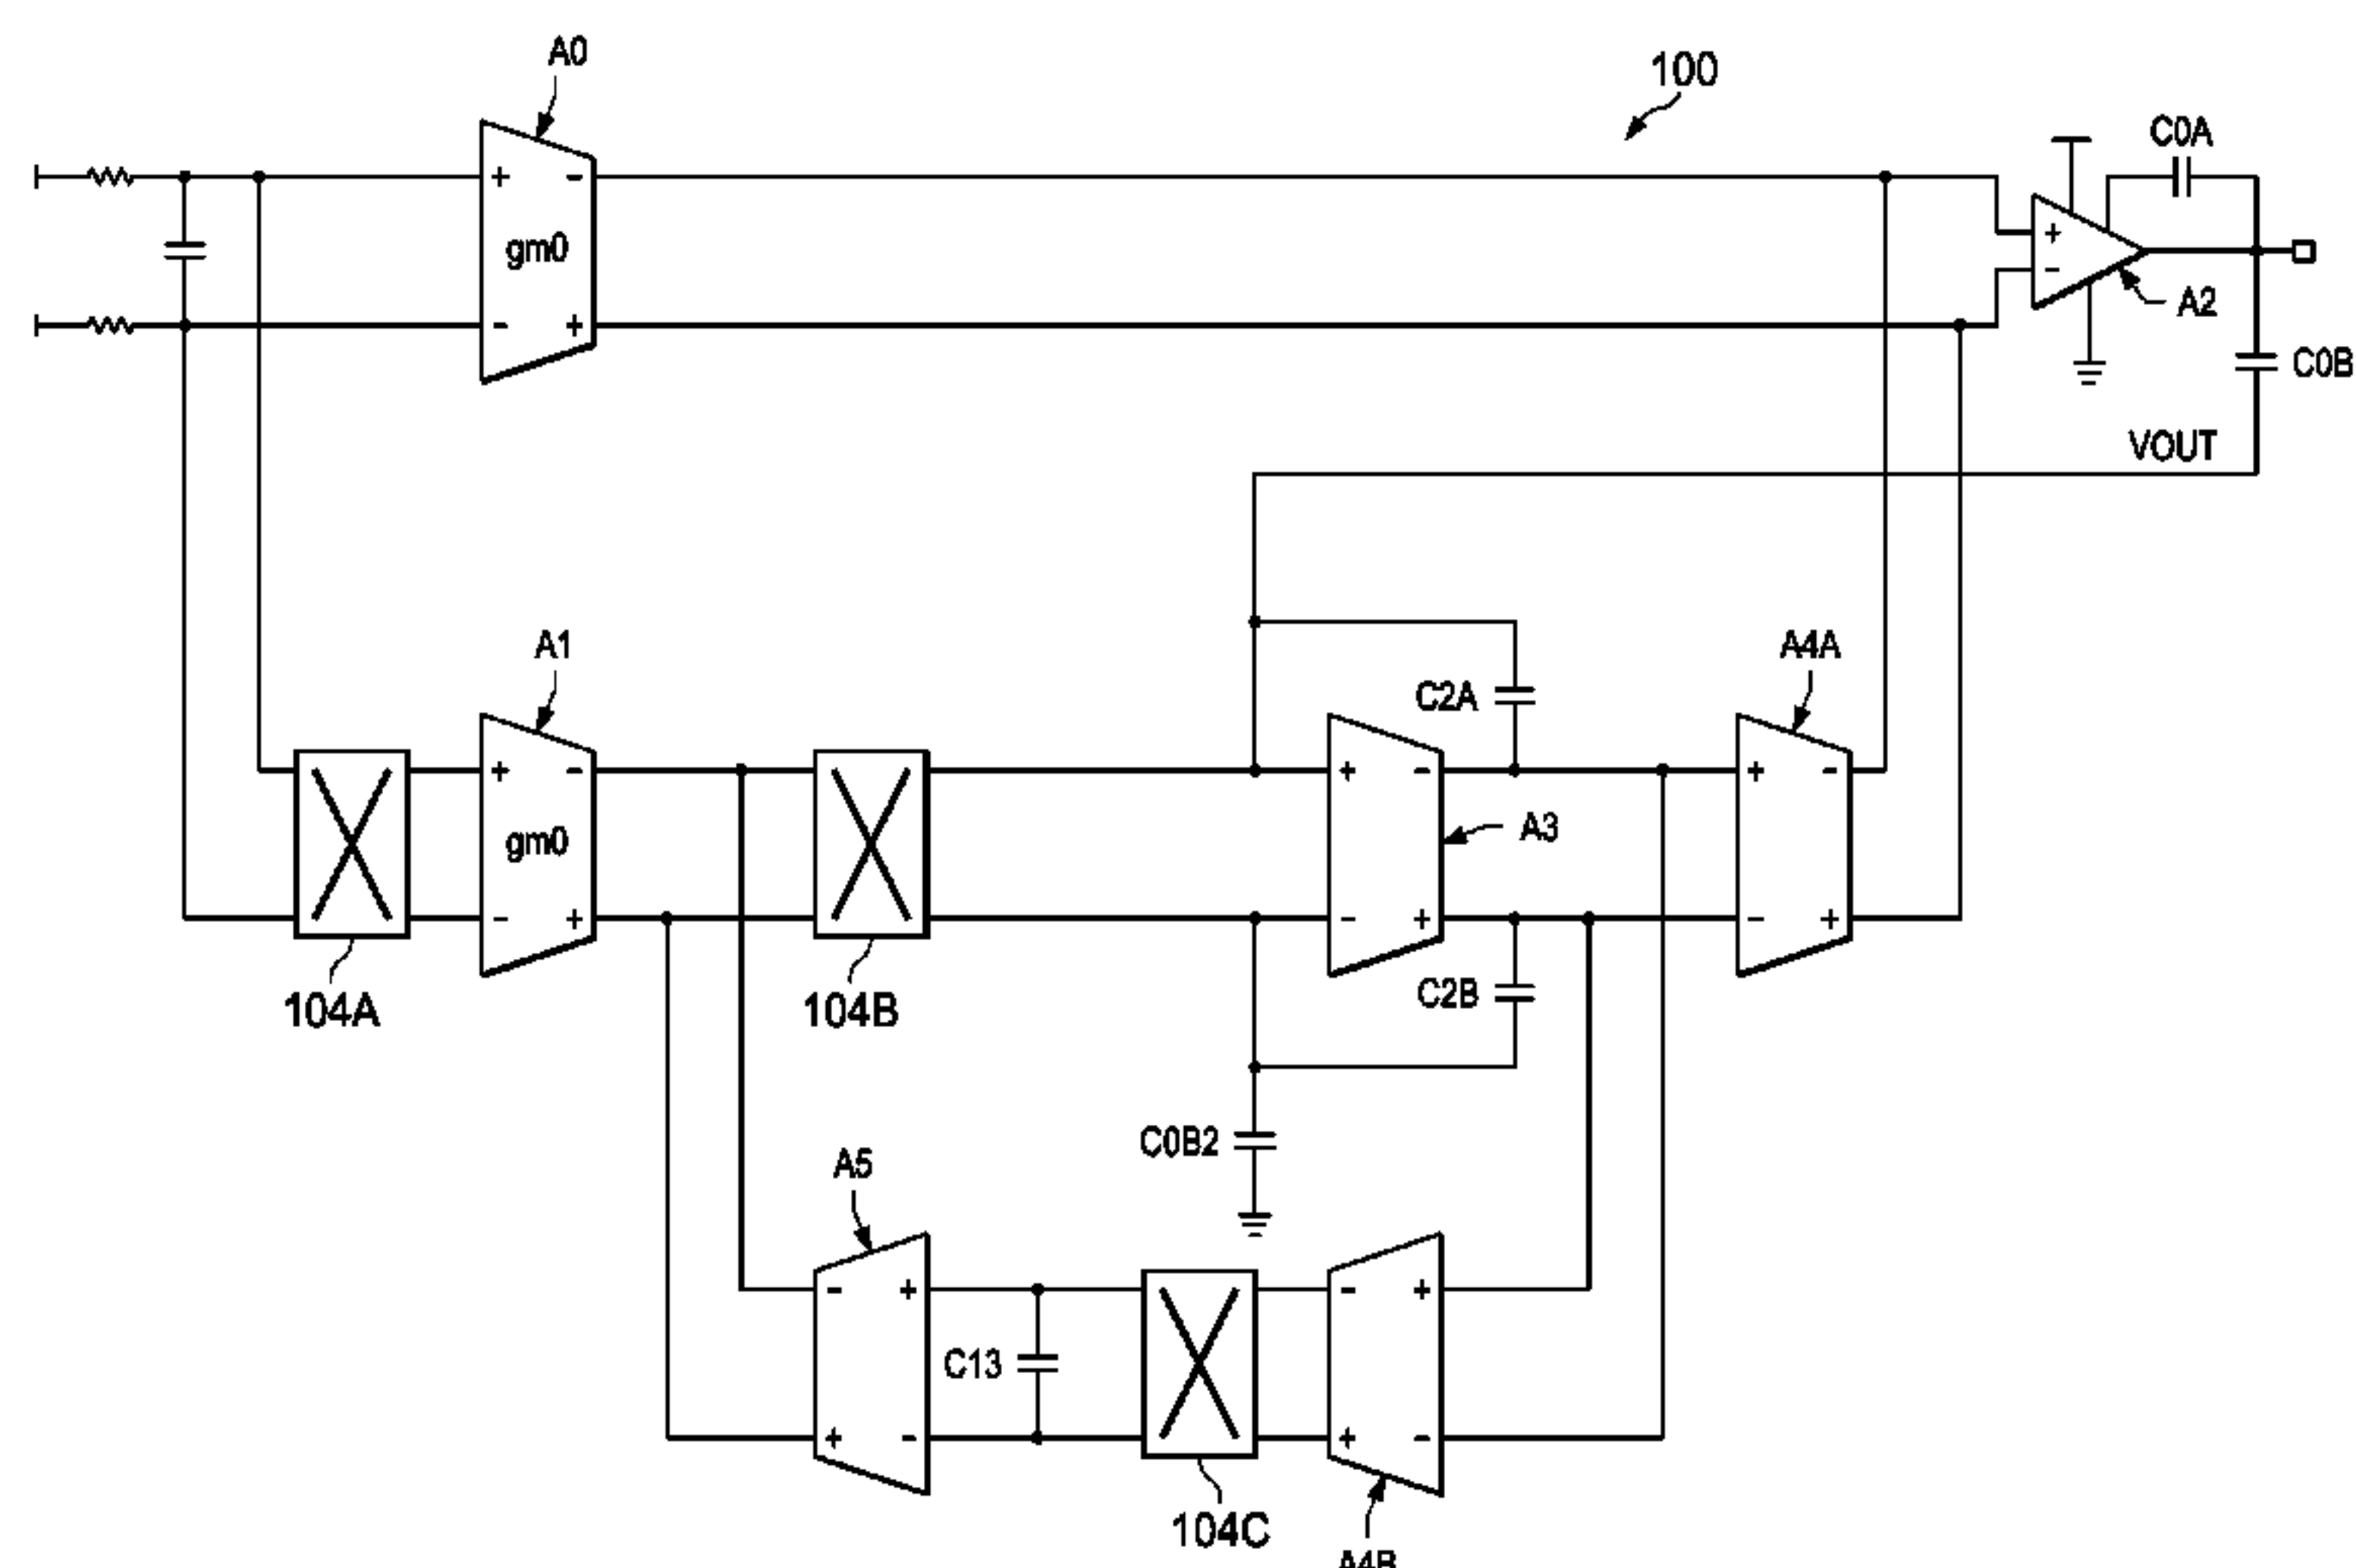 A0
100
C0A
+ -
gm0
+
-
A2
- +
C0B
VOUT
A1
A4A
C2A
+ -
+ -
+ -
gm0
A3
- +
- +
- +
C2B
104A
104B
C0B2
A5
- +
- +
C13
+ -
+ -
104C
A4B